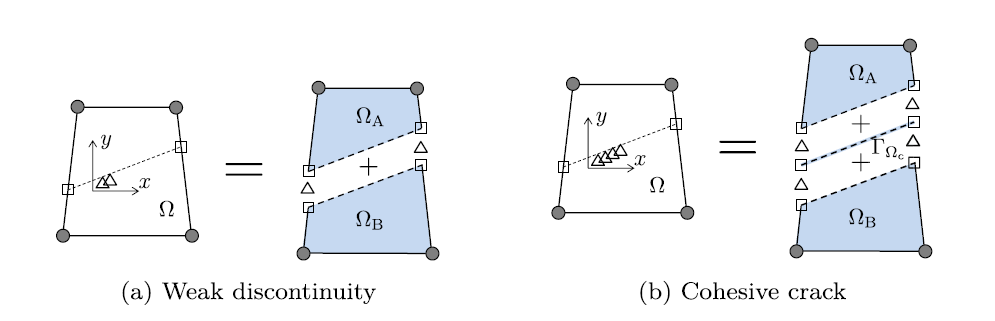 y
x
Ω
=
Ω_A
+
Ω_B
(a) Weak discontinuity
y
x
Ω
=
Ω_A
+
Γ_Ω_c
+
Ω_B
(b) Cohesive crack